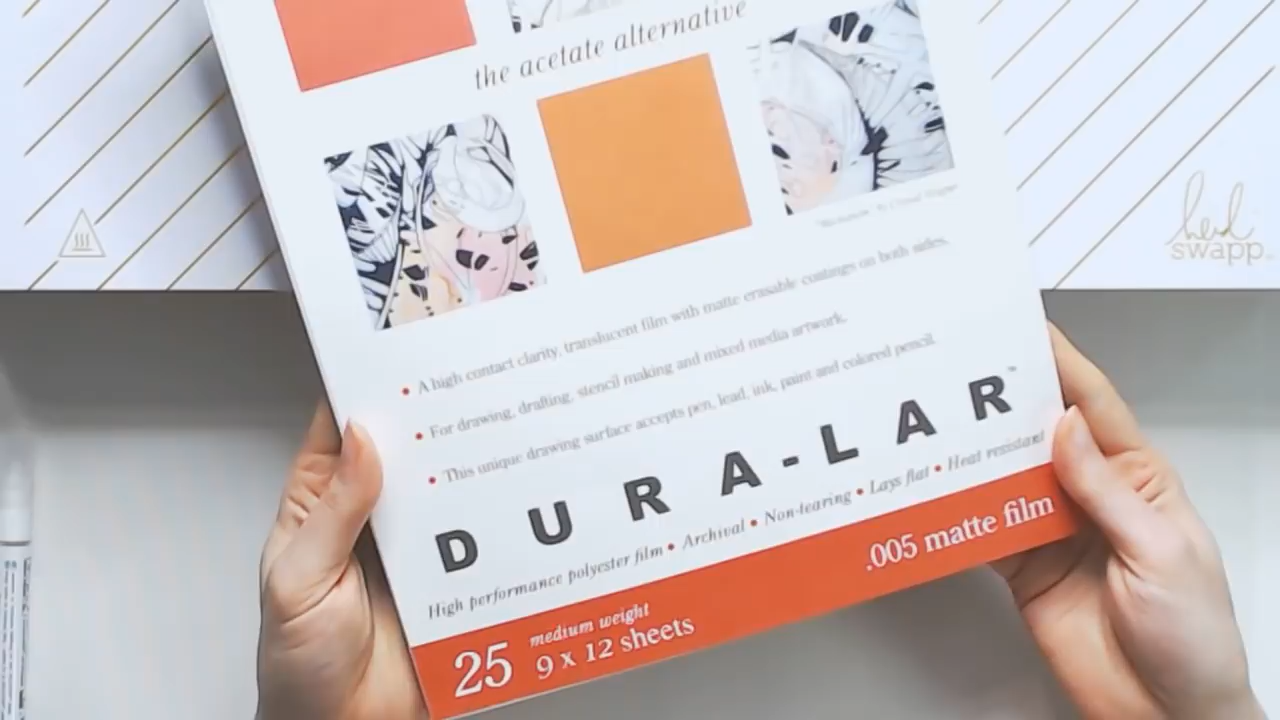 the acetate alternative
• A high contact clarity, translucent film with matte erasable coatings on both sides.
• For drawing, drafting, stencil making and mixed media artwork.
• This unique drawing surface accepts pen, lead, ink, paint and colored pencil.
DURA-LAR™
High performance polyester film • Archival • Non-tearing • Lays flat • Heat resistant
.005 matte film
25 medium weight
9 x 12 sheets
heidi
swapp